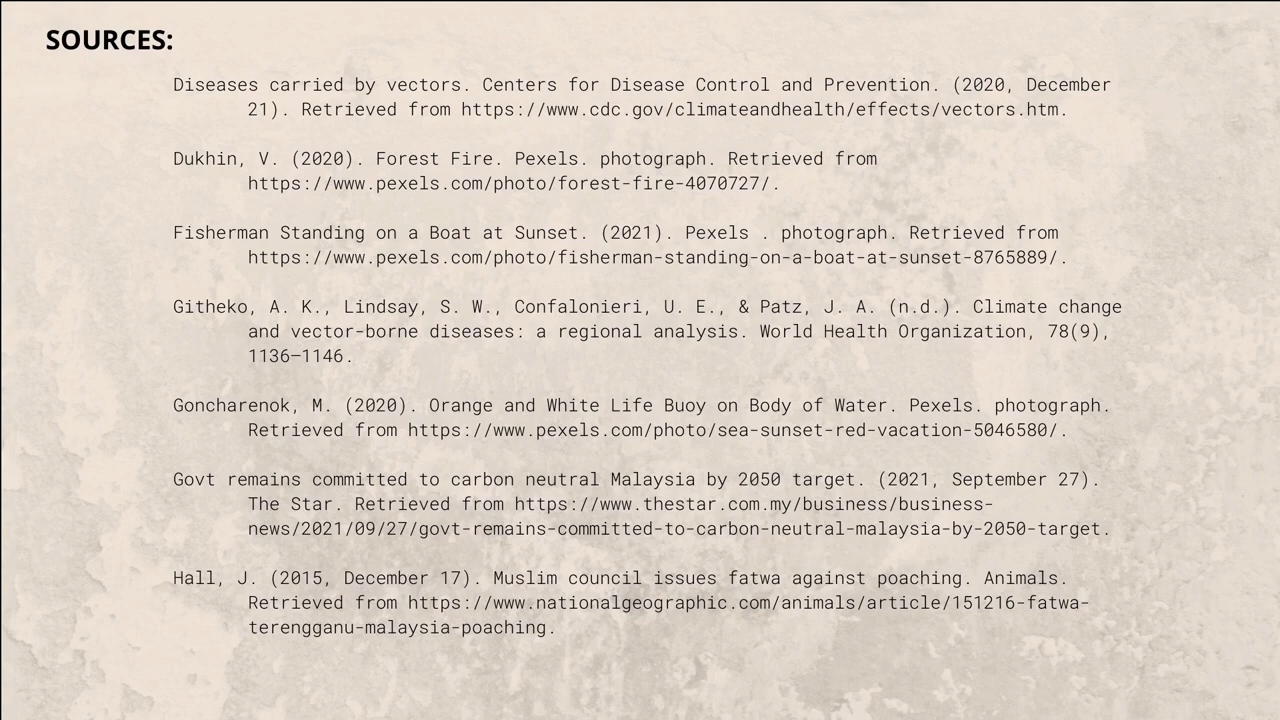 SOURCES:
Diseases carried by vectors. Centers for Disease Control and Prevention. (2020, December
21). Retrieved from https://www.cdc.gov/climateandhealth/effects/vectors.htm.
Dukhin, V. (2020). Forest Fire. Pexels. photograph. Retrieved from
https://www.pexels.com/photo/forest-fire-4070727/.
Fisherman Standing on a Boat at Sunset. (2021). Pexels . photograph. Retrieved from
https://www.pexels.com/photo/fisherman-standing-on-a-boat-at-sunset-8765889/.
Githeko, A. K., Lindsay, S. W., Confalonieri, U. E., & Patz, J. A. (n.d.). Climate change
and vector-borne diseases: a regional analysis. World Health Organization, 78(9),
1136–1146.
Goncharenok, M. (2020). Orange and White Life Buoy on Body of Water. Pexels. photograph.
Retrieved from https://www.pexels.com/photo/sea-sunset-red-vacation-5046580/.
Govt remains committed to carbon neutral Malaysia by 2050 target. (2021, September 27).
The Star. Retrieved from https://www.thestar.com.my/business/business-
news/2021/09/27/govt-remains-committed-to-carbon-neutral-malaysia-by-2050-target.
Hall, J. (2015, December 17). Muslim council issues fatwa against poaching. Animals.
Retrieved from https://www.nationalgeographic.com/animals/article/151216-fatwa-
terengganu-malaysia-poaching.